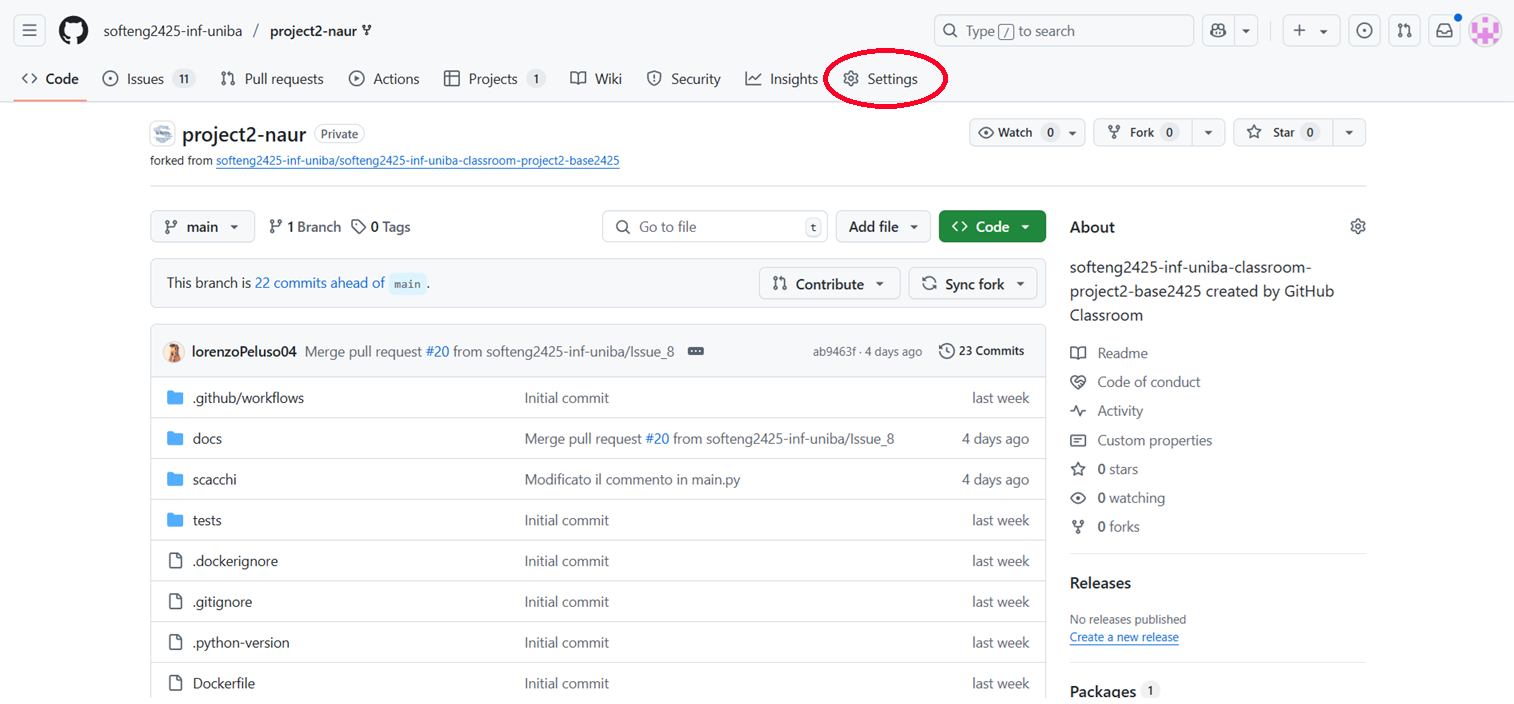 softeng2425-inf-uniba / project2-naur
Type / to search
Code Issues 11 Pull requests Actions Projects 1 Wiki Security Insights Settings
project2-naur Private
Watch 0 Fork 0 Star 0
forked from softeng2425-inf-uniba/softeng2425-inf-uniba-classroom-project2-base2425
main 1 Branch 0 Tags
Go to file t
Add file Code
This branch is 22 commits ahead of main .
Contribute Sync fork
lorenzoPeluso04 Merge pull request #20 from softeng2425-inf-uniba/Issue_8
ab9463f · 4 days ago 23 Commits
.github/workflows Initial commit last week
docs Merge pull request #20 from softeng2425-inf-uniba/Issue_8 4 days ago
scacchi Modificato il commento in main.py 4 days ago
tests Initial commit last week
.dockerignore Initial commit last week
.gitignore Initial commit last week
.python-version Initial commit last week
Dockerfile Initial commit last week
About
softeng2425-inf-uniba-classroom-
project2-base2425 created by GitHub
Classroom
Readme
Code of conduct
Activity
Custom properties
0 stars
0 watching
0 forks
Releases
No releases published
Create a new release
Packages 1